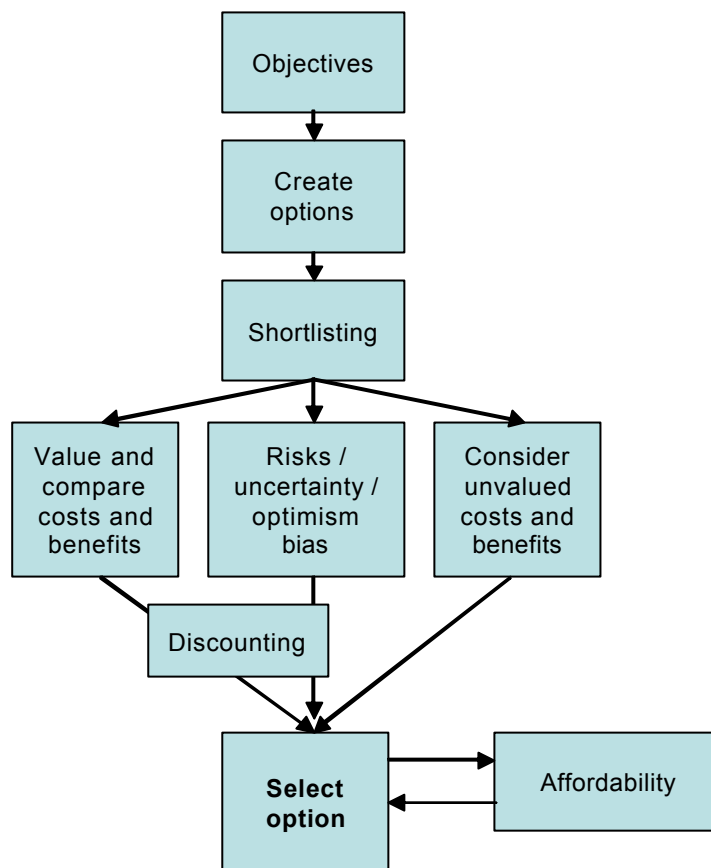 Objectives
Create
options
Shortlisting
Value and
compare
costs and
benefits
Risks /
uncertainty /
optimism
bias
Consider
unvalued
costs and
benefits
Discounting
Select
option
Affordability